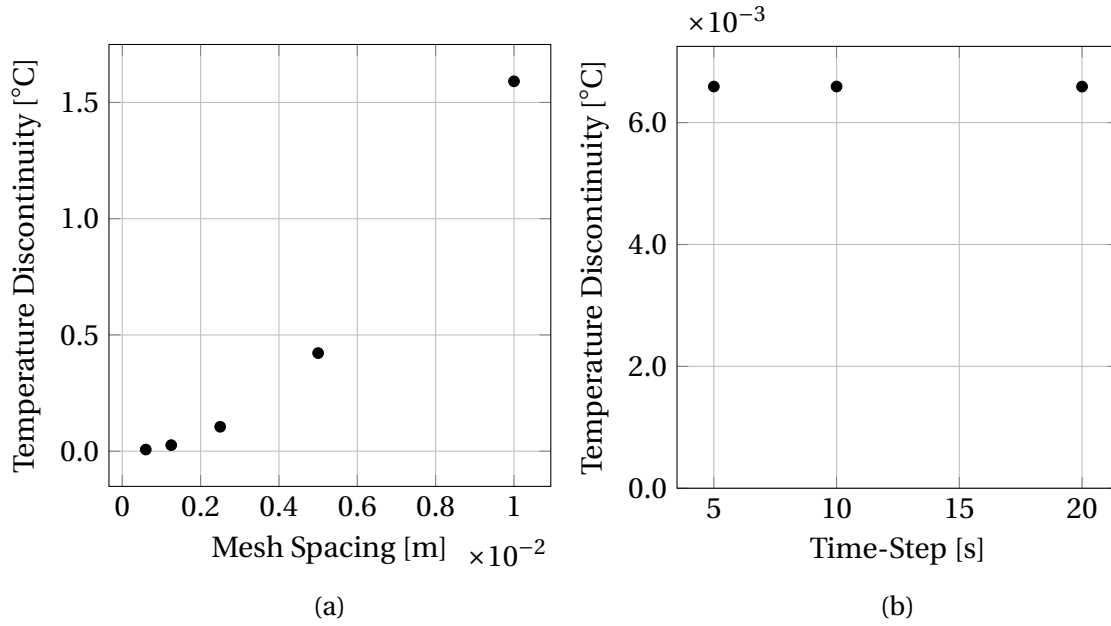 Temperature Discontinuity [°C]
1.5
1.0
0.5
0.0
0 0.2 0.4 0.6 0.8 1
Mesh Spacing [m]
×10−2
(a)
×10−3
Temperature Discontinuity [°C]
6.0
4.0
2.0
0.0
5 10 15 20
Time-Step [s]
(b)